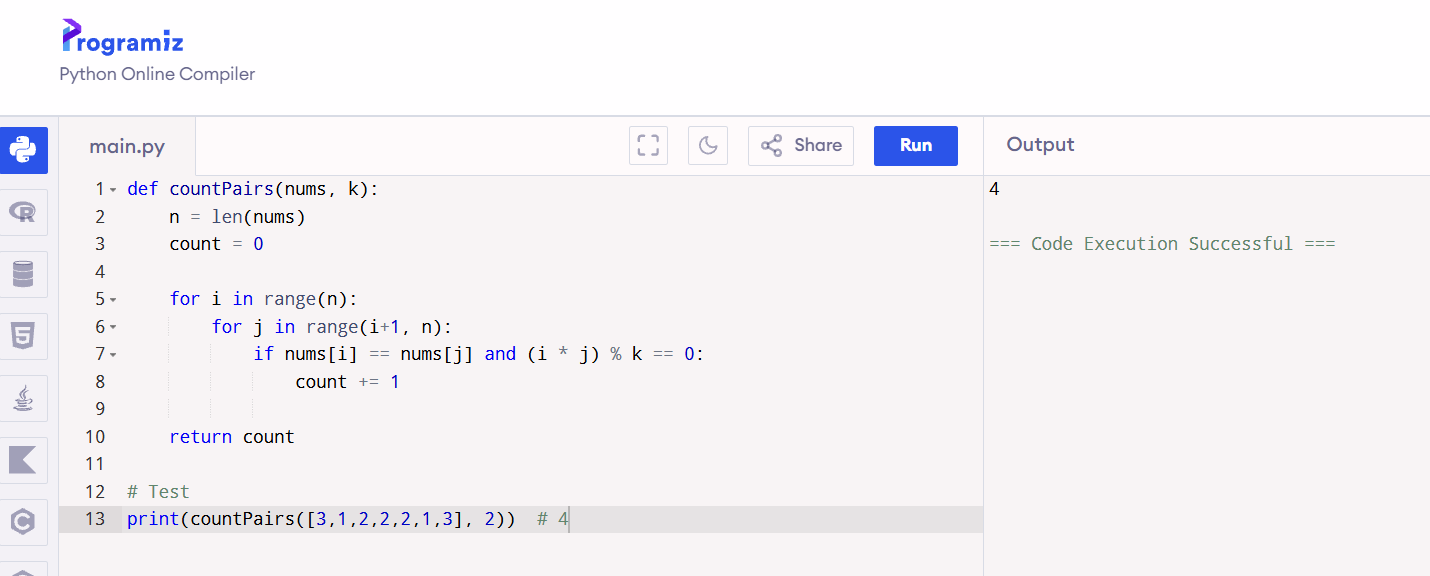 Programiz
Python Online Compiler
main.py
Share
Run
Output
1 def countPairs(nums, k):
2     n = len(nums)
3     count = 0
4
5     for i in range(n):
6         for j in range(i+1, n):
7             if nums[i] == nums[j] and (i * j) % k == 0:
8                 count += 1
9
10     return count
11
12 # Test
13 print(countPairs([3,1,2,2,2,1,3], 2))  # 4
4
=== Code Execution Successful ===
R
5
C